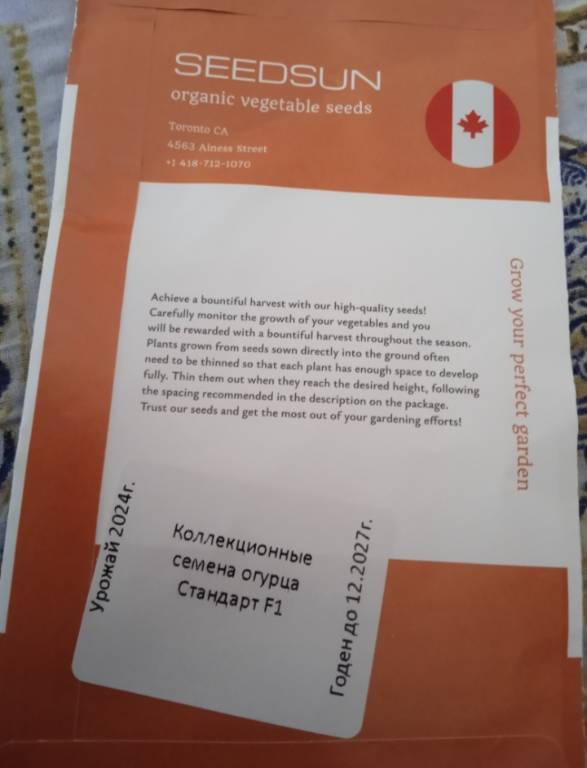 SEEDSUN
organic vegetable seeds
Toronto CA
4563 Alness Street
+1 418-712-1070
Achieve a bountiful harvest with our high-quality seeds!
Carefully monitor the growth of your vegetables and you
will be rewarded with a bountiful harvest throughout the season.
Plants grown from seeds sown directly into the ground often
need to be thinned so that each plant has enough space to develop
fully. Thin them out when they reach the desired height, following
the spacing recommended in the description on the package.
Trust our seeds and get the most out of your gardening efforts!
Grow your perfect garden
Урожай 2024г.
Коллекционные
семена огурца
Стандарт F1
Годен до 12.2027г.